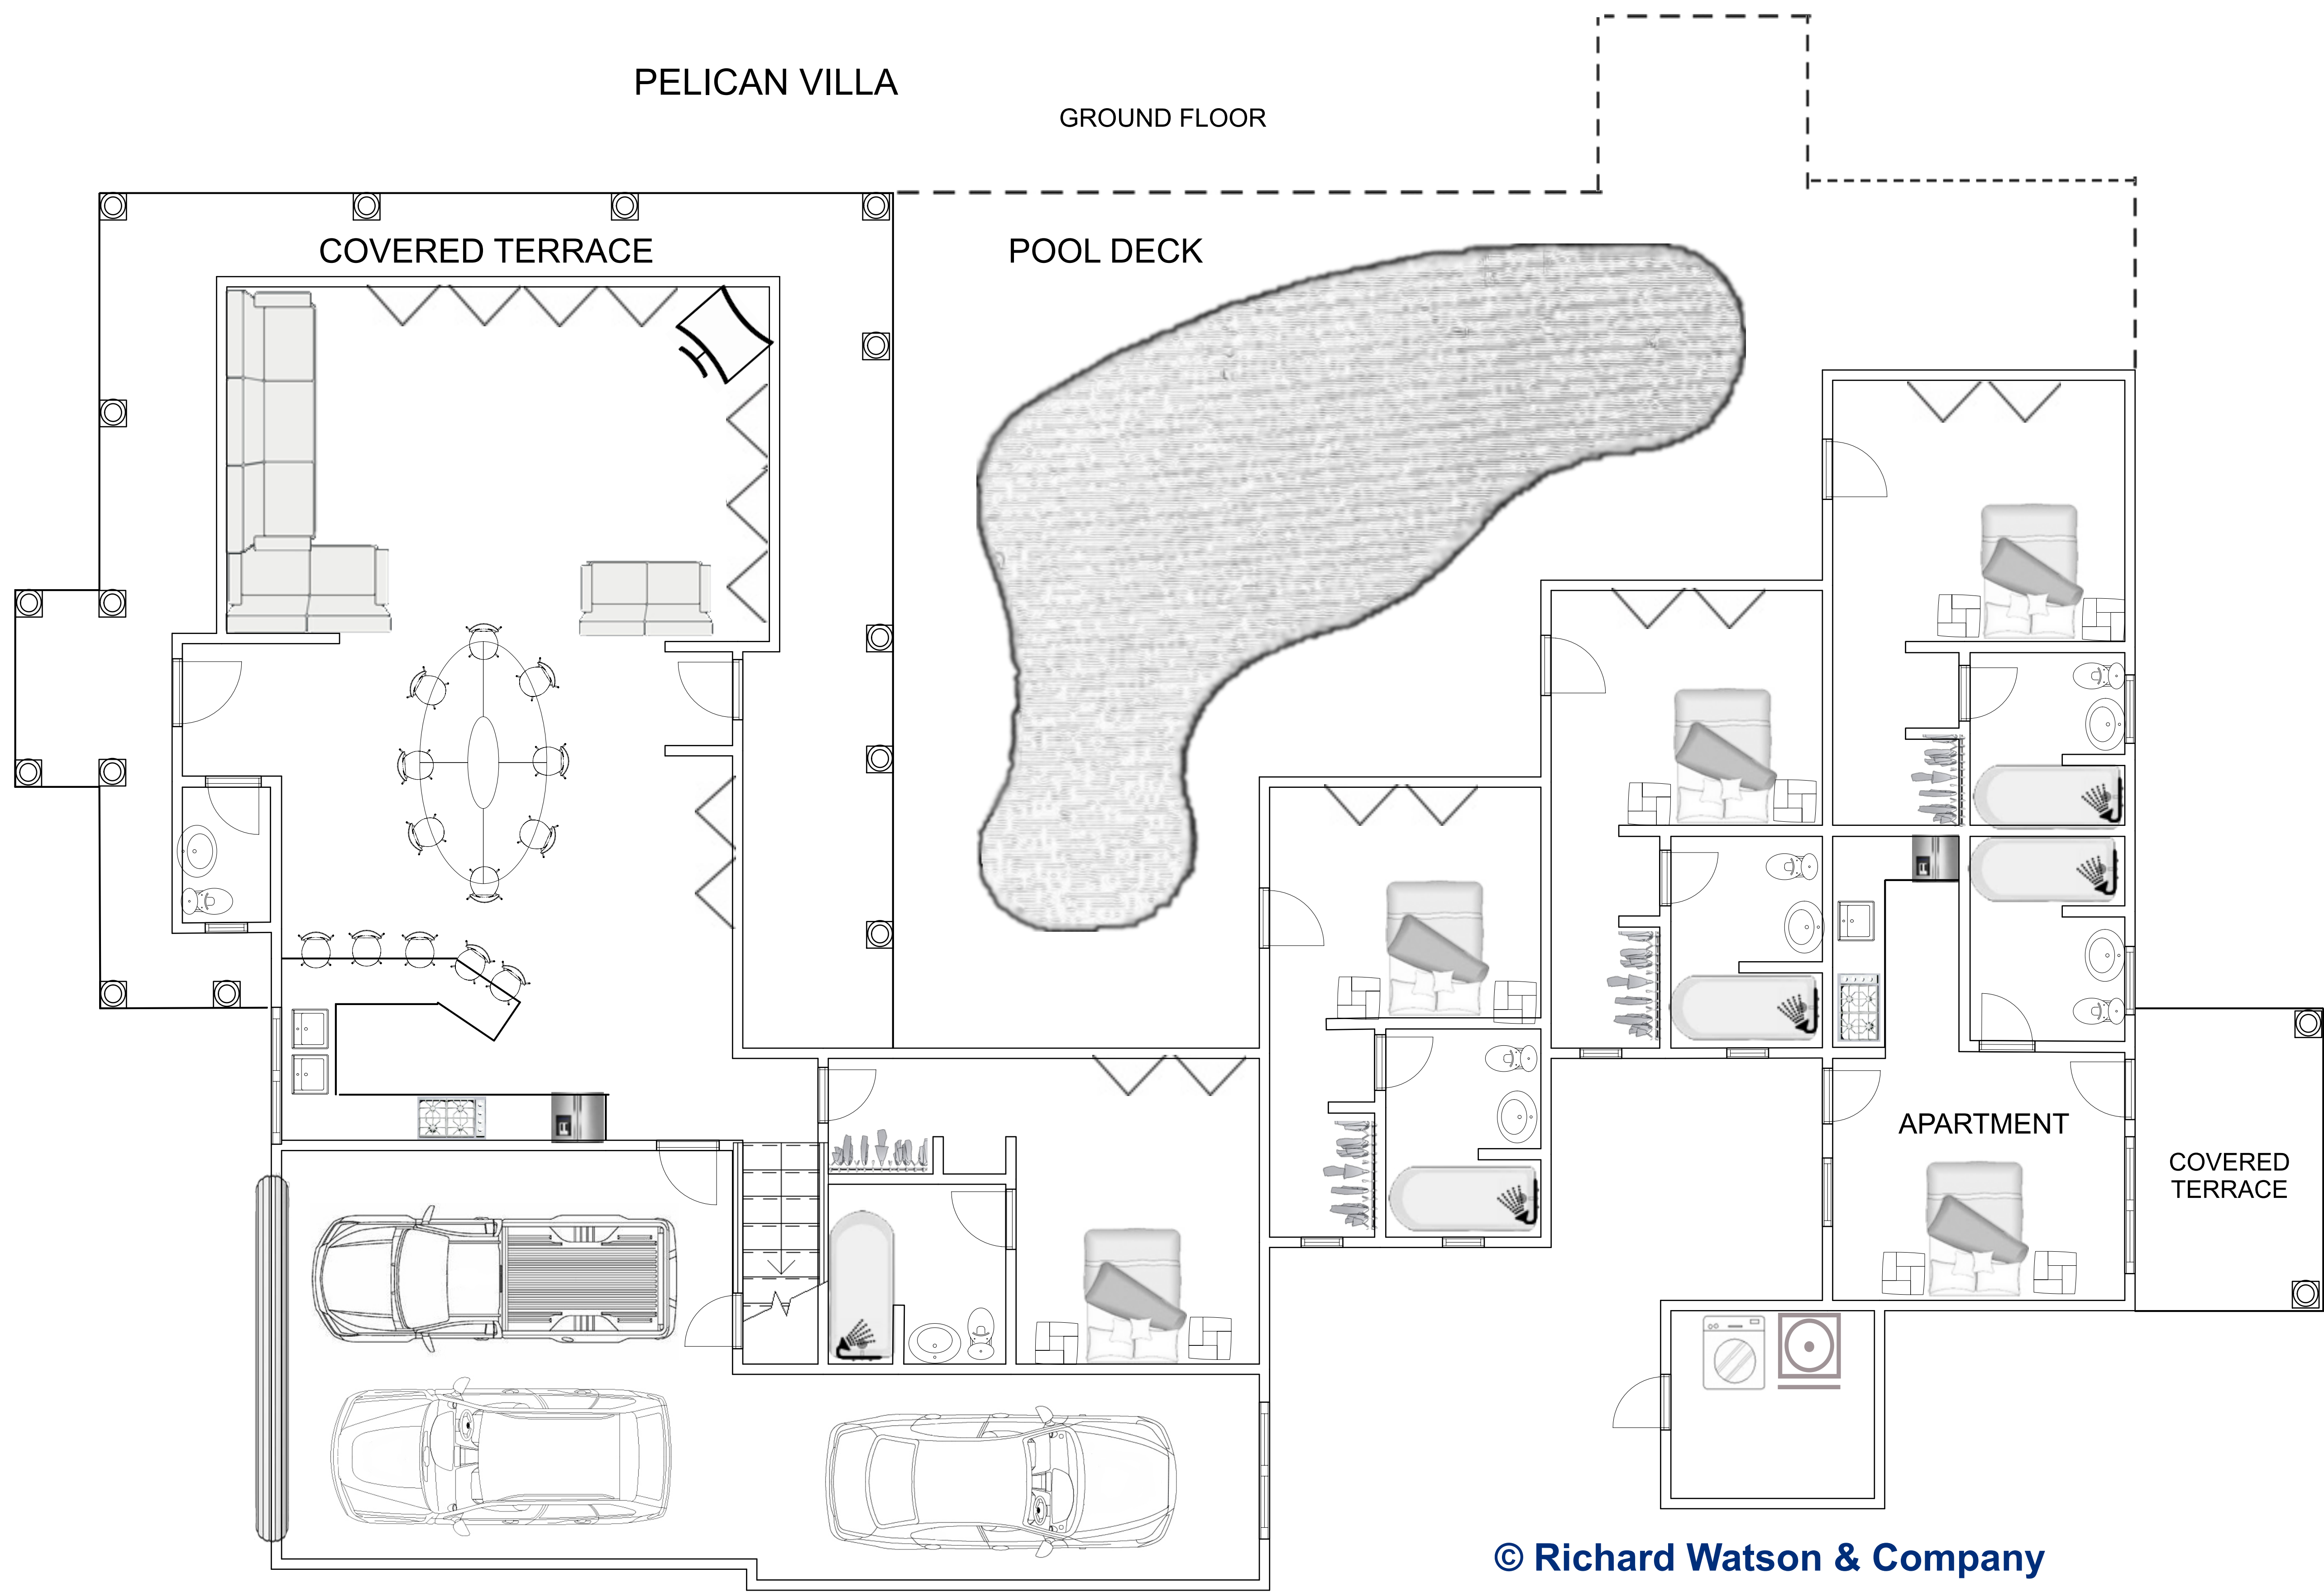 PELICAN VILLA
GROUND FLOOR
COVERED TERRACE
POOL DECK
APARTMENT
COVERED
TERRACE
© Richard Watson & Company